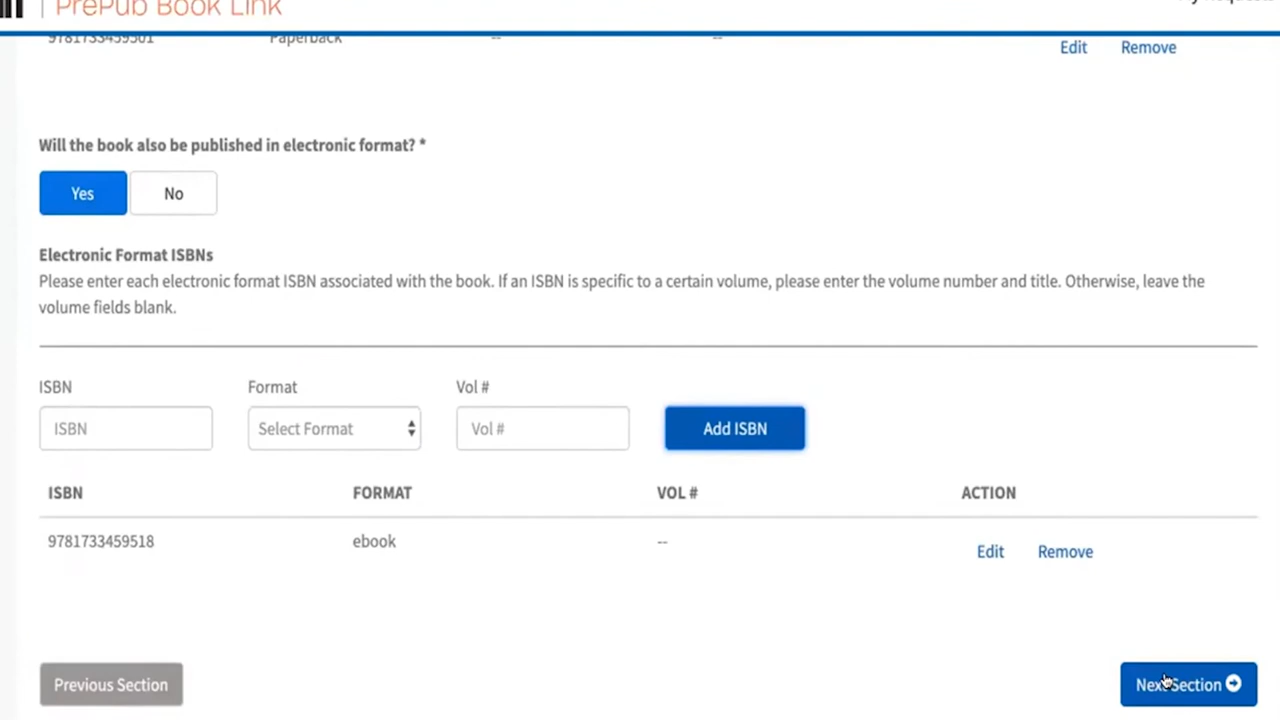 PrePub Book Link
My Requests
9781733459501 Paperback -- --
Edit Remove
Will the book also be published in electronic format? *
Yes No
Electronic Format ISBNs
Please enter each electronic format ISBN associated with the book. If an ISBN is specific to a certain volume, please enter the volume number and title. Otherwise, leave the
volume fields blank.
ISBN Format Vol #
ISBN Select Format Vol # Add ISBN
ISBN FORMAT VOL # ACTION
9781733459518 ebook --
Edit Remove
Previous Section Next Section